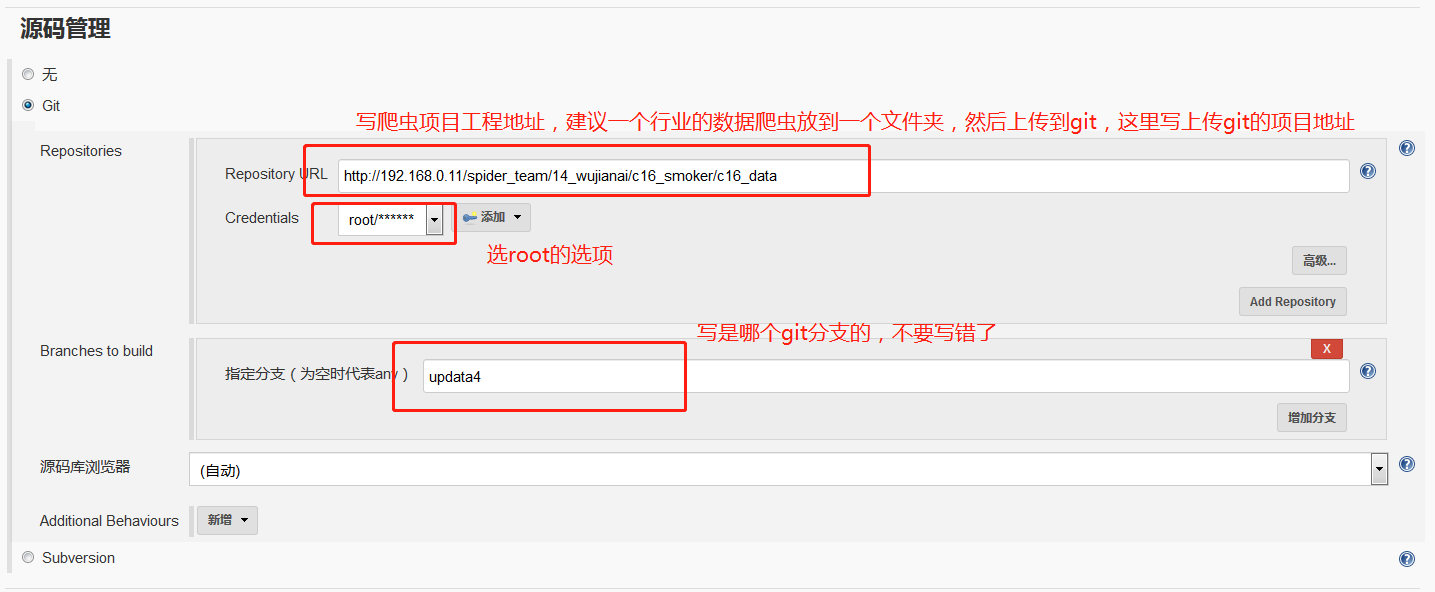 源码管理
无
Git
写爬虫项目工程地址，建议一个行业的数据爬虫放到一个文件夹，然后上传到git，这里写上传git的项目地址
Repositories
Repository URL http://192.168.0.11/spider_team/14_wujianai/c16_smoker/c16_data
Credentials root/****** 添加
选root的选项
高级...
Add Repository
写是哪个git分支的，不要写错了
Branches to build
X
指定分支（为空时代表any） updata4
增加分支
源码库浏览器 (自动)
Additional Behaviours 新增
Subversion